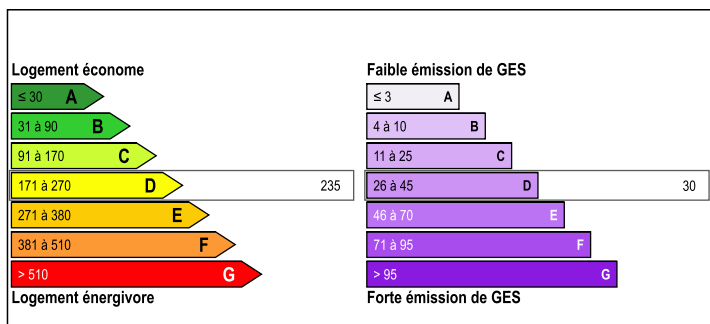 Logement économe
≤ 30 A
31 à 90 B
91 à 170 C
171 à 270 D 235
271 à 380 E
381 à 510 F
> 510 G
Logement énergivore
Faible émission de GES
≤ 3 A
4 à 10 B
11 à 25 C
26 à 45 D 30
46 à 70 E
71 à 95 F
> 95 G
Forte émission de GES